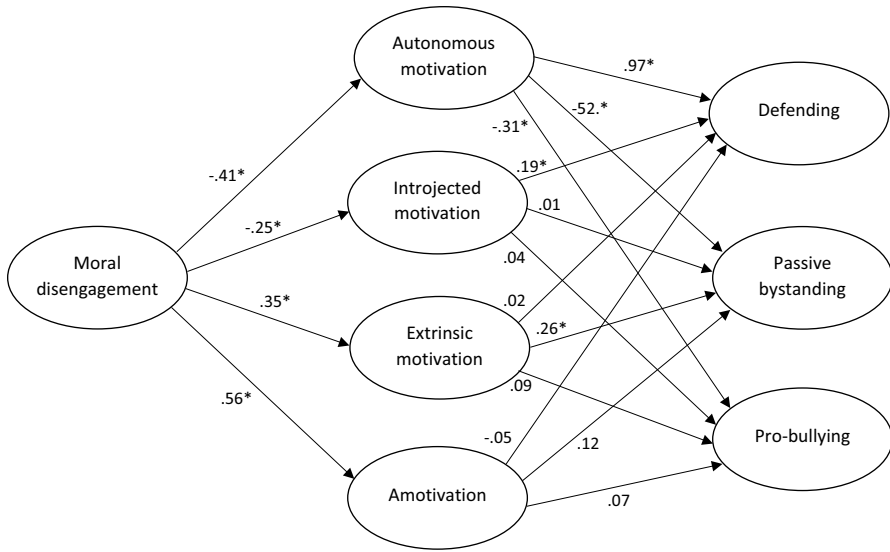 Autonomous
motivation
.97*
-52.*
Defending
-.31*
-.41*
.19*
Introjected
motivation
.01
-.25*
Moral
disengagement
.04
Passive
bystanding
.02
.35*
.26*
Extrinsic
motivation
.09
.56*
Pro-bullying
-.05
.12
Amotivation
.07